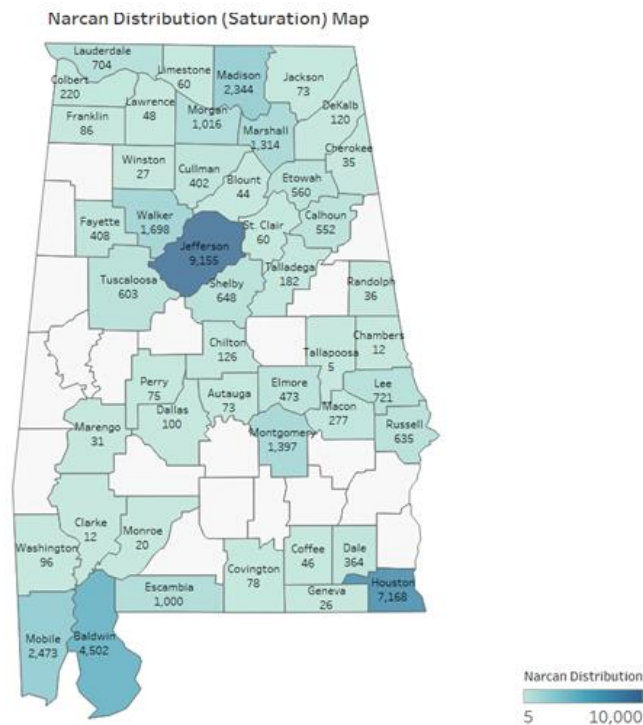 Narcan Distribution (Saturation) Map
Lauderdale
704
Limestone
60
Madison
2,344
Jackson
73
Colbert
220
Lawrence
48
Morgan
1,016
DeKalb
120
Franklin
86
Marshall
1,314
Cherokee
35
Winston
27
Cullman
402
Blount
44
Etowah
560
Fayette
408
Walker
1,698
St. Clair
60
Calhoun
552
Jefferson
9,155
Talladega
182
Tuscaloosa
603
Shelby
648
Randolph
36
Chilton
126
Tallapoosa
5
Chambers
12
Perry
75
Autauga
73
Elmore
473
Lee
721
Dallas
100
Macon
277
Marengo
31
Montgomery
1,397
Russell
635
Clarke
12
Monroe
20
Washington
96
Covington
78
Coffee
46
Dale
364
Escambia
1,000
Geneva
26
Houston
7,168
Mobile
2,473
Baldwin
4,502
Narcan Distribution
5 10,000